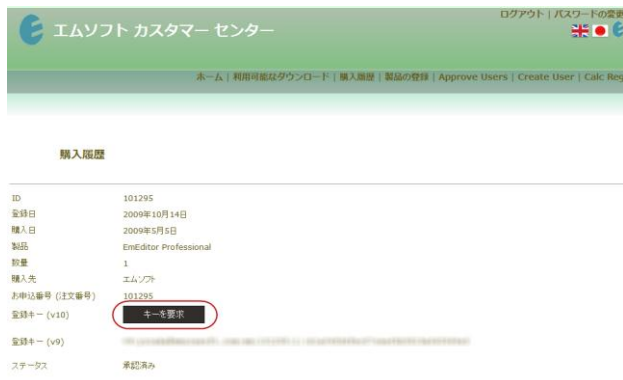 ログアウト | パスワードの変更
エムソフト カスタマー センター
ホーム | 利用可能なダウンロード | 購入履歴 | 製品の登録 | Approve Users | Create User | Calc Reg
購入履歴
ID 101295
登録日 2009年10月14日
購入日 2009年5月5日
製品 EmEditor Professional
数量 1
購入先 エムソフト
お申込番号 (注文番号) 101295
登録キー (v10) キーを要求
登録キー (v9)
ステータス 承認済み